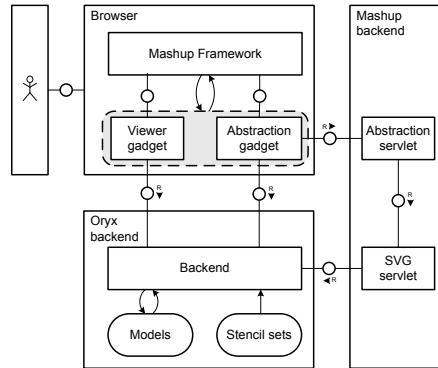 Browser
Mashup
backend
Mashup Framework
Viewer
gadget
Abstraction
gadget
R
Abstraction
servlet
R
R
R
Oryx
backend
Backend
R
SVG
servlet
Models
Stencil sets